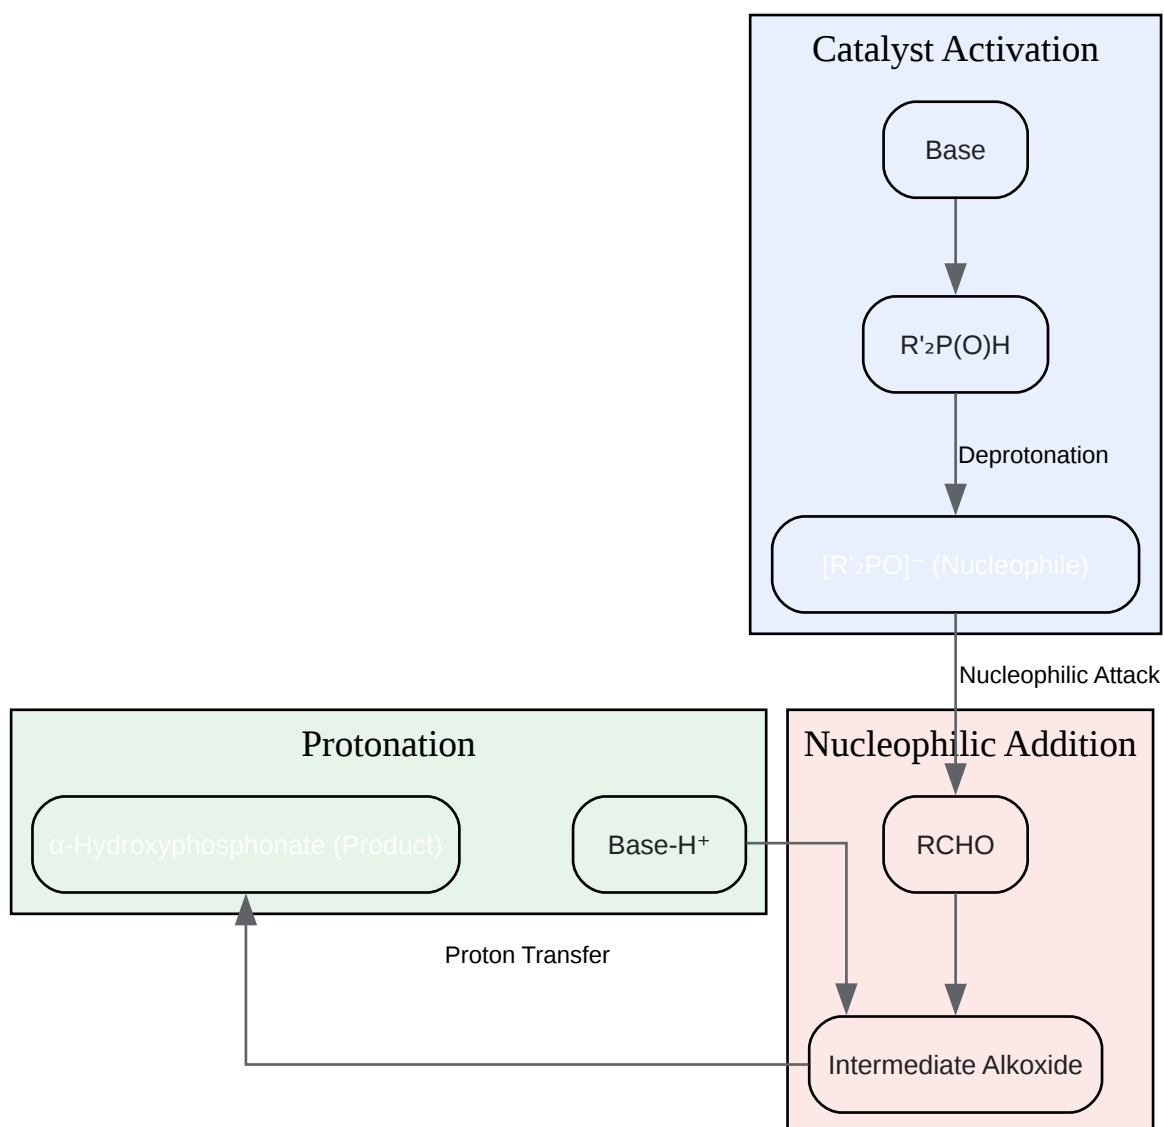 Catalyst Activation
Base
R'₂P(O)H
Deprotonation
[R'₂PO]⁻ (Nucleophile)
Nucleophilic Attack
Protonation
Nucleophilic Addition
α-Hydroxyphosphonate (Product)
Base-H⁺
RCHO
Proton Transfer
Intermediate Alkoxide